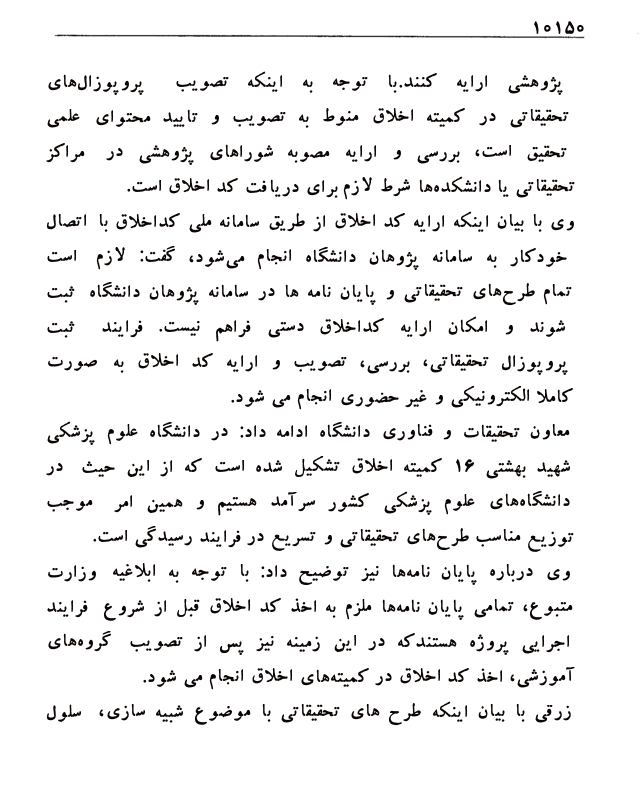 ۱۰۱۵۰
پژوهشی ارایه کنند.با توجه به اینکه تصویب پروپوزال‌های
تحقیقاتی در کمیته اخلاق منوط به تصویب و تایید محتوای علمی
تحقیق است، بررسی و ارایه مصوبه شوراهای پژوهشی در مراکز
تحقیقاتی یا دانشکده‌ها شرط لازم برای دریافت کد اخلاق است.
وی با بیان اینکه ارایه کد اخلاق از طریق سامانه ملی کداخلاق با اتصال
خودکار به سامانه پژوهان دانشگاه انجام می‌شود، گفت: لازم است
تمام طرح‌های تحقیقاتی و پایان نامه ها در سامانه پژوهان دانشگاه ثبت
شوند و امکان ارایه کداخلاق دستی فراهم نیست. فرایند ثبت
پروپوزال تحقیقاتی، بررسی، تصویب و ارایه کد اخلاق به صورت
کاملا الکترونیکی و غیر حضوری انجام می شود.
معاون تحقیقات و فناوری دانشگاه ادامه داد: در دانشگاه علوم پزشکی
شهید بهشتی ۱۶ کمیته اخلاق تشکیل شده است که از این حیث در
دانشگاه‌های علوم پزشکی کشور سرآمد هستیم و همین امر موجب
توزیع مناسب طرح‌های تحقیقاتی و تسریع در فرایند رسیدگی است.
وی درباره پایان نامه‌ها نیز توضیح داد: با توجه به ابلاغیه وزارت
متبوع، تمامی پایان نامه‌ها ملزم به اخذ کد اخلاق قبل از شروع فرایند
اجرایی پروژه هستندکه در این زمینه نیز پس از تصویب گروه‌های
آموزشی، اخذ کد اخلاق در کمیته‌های اخلاق انجام می شود.
زرقی با بیان اینکه طرح های تحقیقاتی با موضوع شبیه سازی، سلول